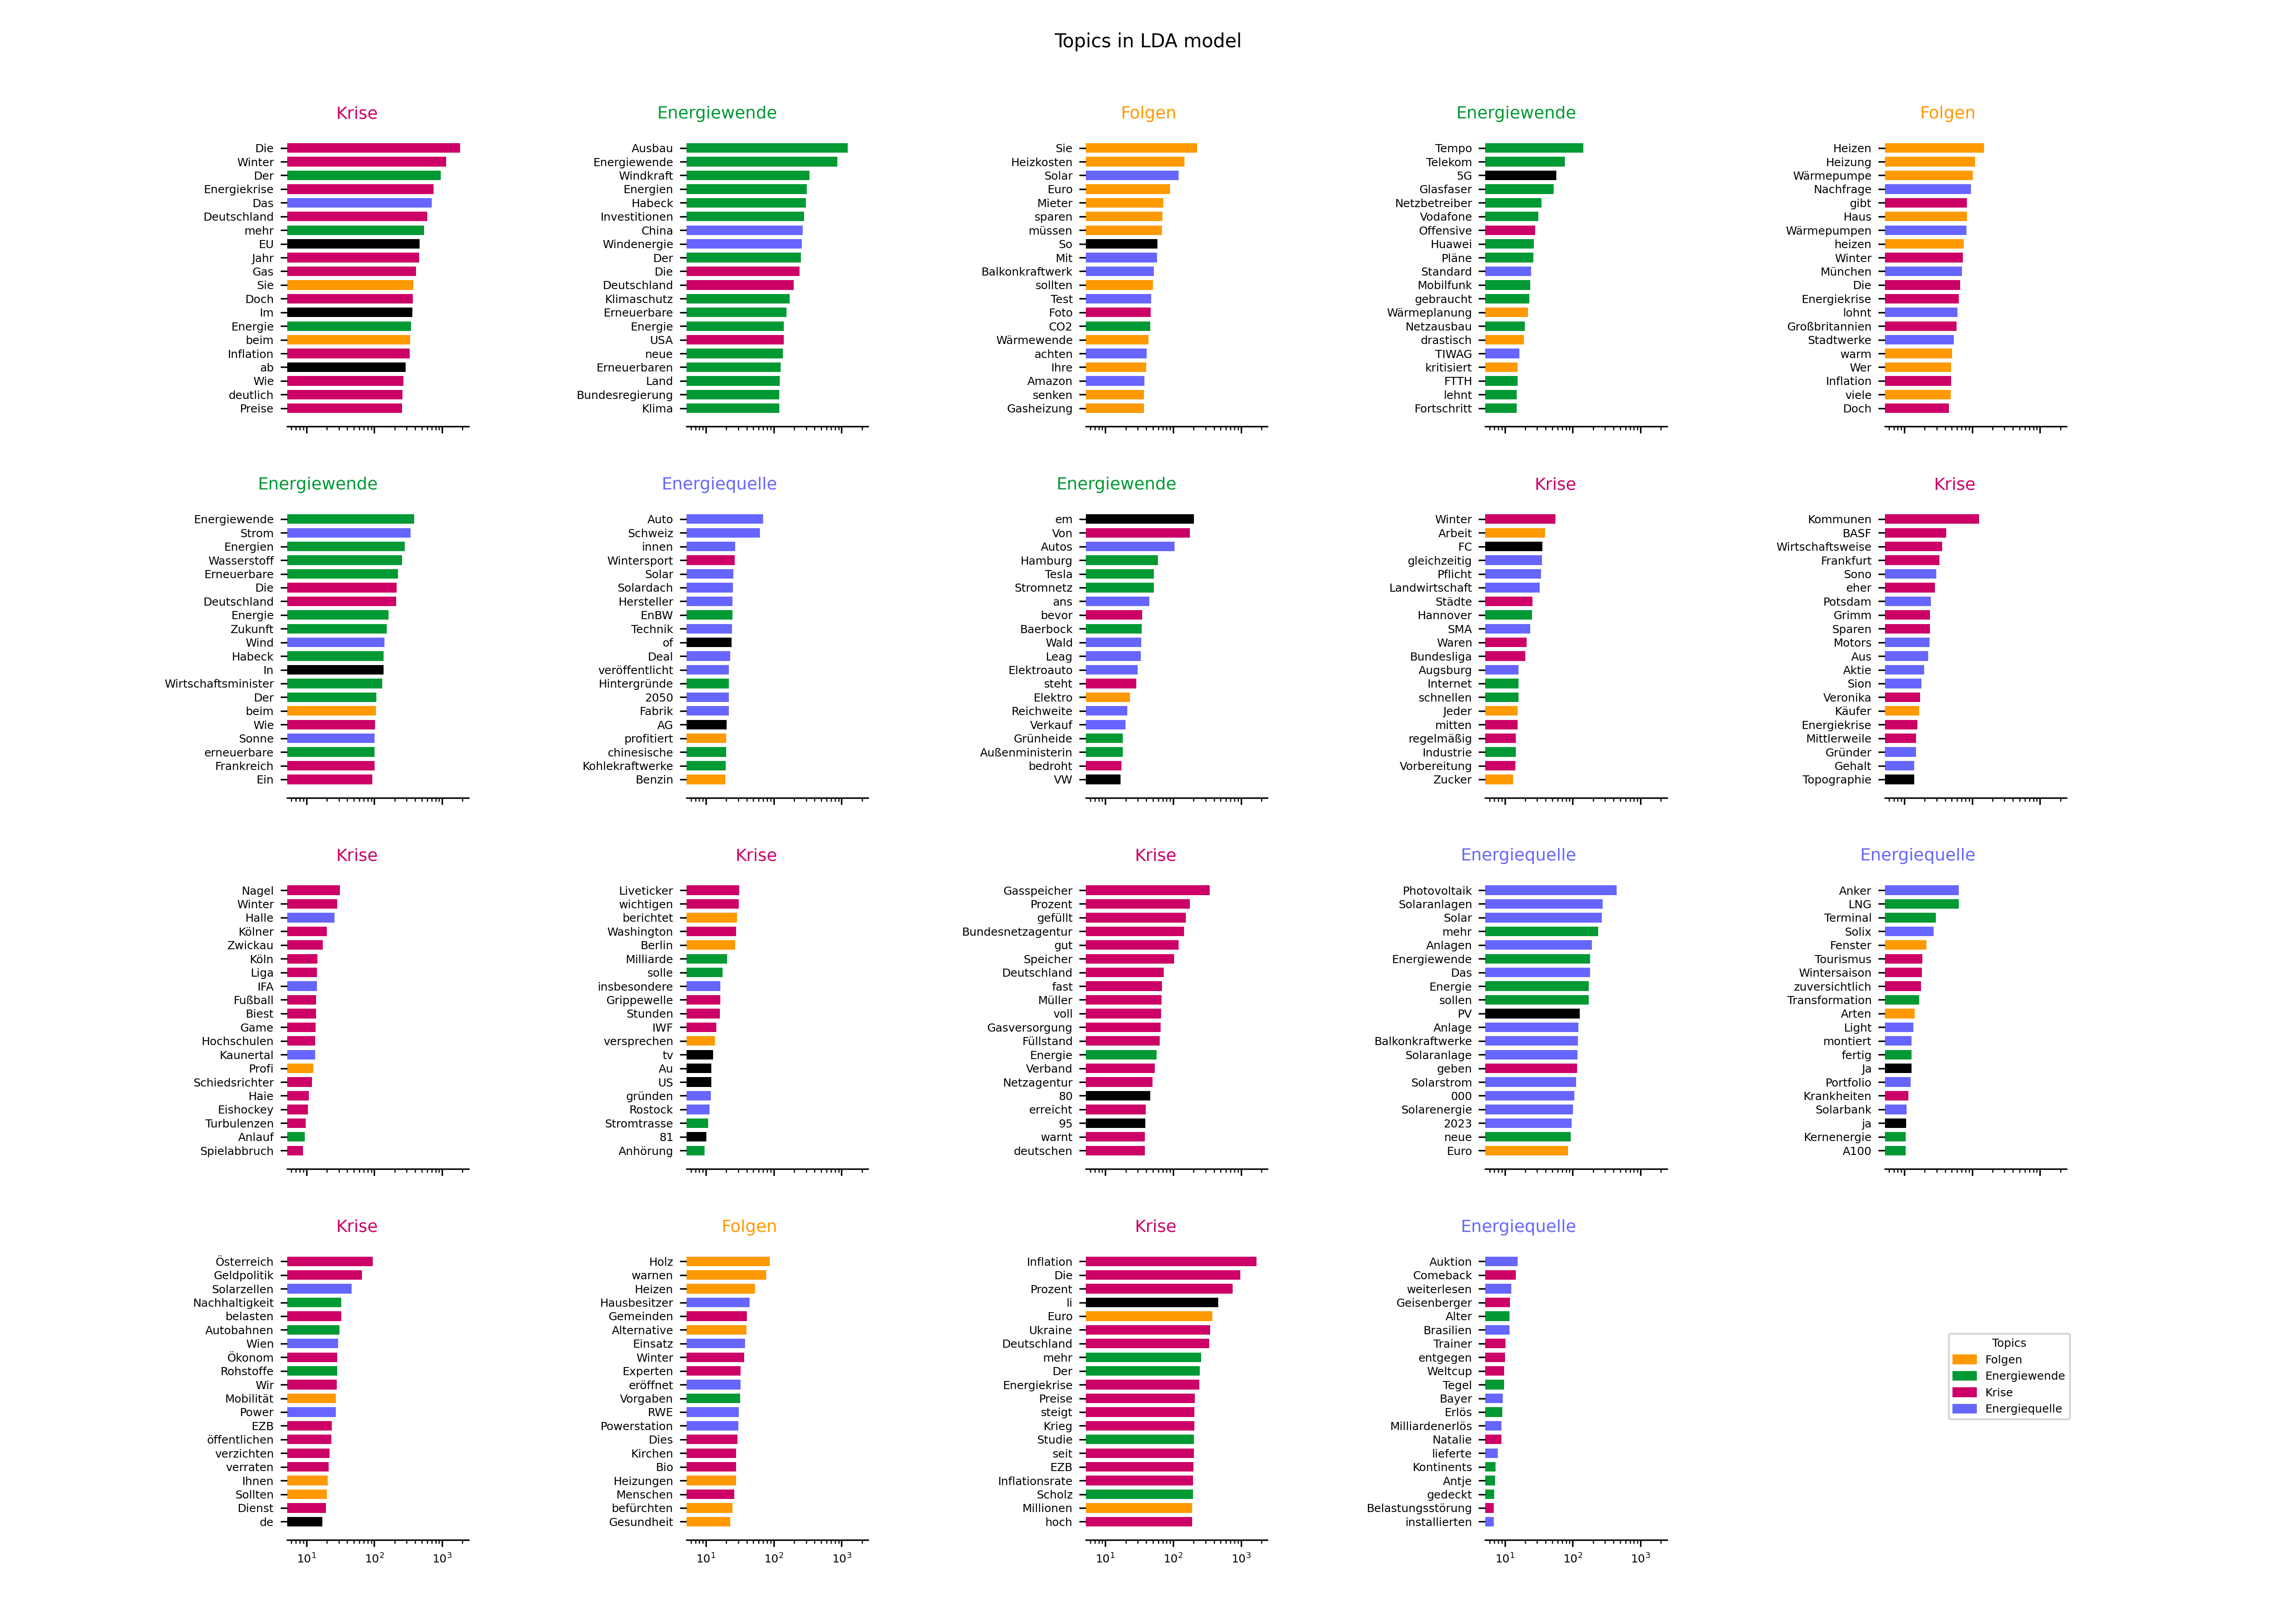 Topics in LDA model
Krise
Die
Winter
Der
Energiekrise
Das
Deutschland
mehr
EU
Jahr
Gas
Sie
Doch
Im
Energie
beim
Inflation
ab
Wie
deutlich
Preise
Energiewende
Ausbau
Energiewende
Windkraft
Energien
Habeck
Investitionen
China
Windenergie
Der
Die
Deutschland
Klimaschutz
Erneuerbare
Energie
USA
neue
Erneuerbaren
Land
Bundesregierung
Klima
Folgen
Sie
Heizkosten
Solar
Euro
Mieter
sparen
müssen
So
Mit
Balkonkraftwerk
sollten
Test
Foto
CO2
Wärmewende
achten
Ihre
Amazon
senken
Gasheizung
Energiewende
Tempo
Telekom
5G
Glasfaser
Netzbetreiber
Vodafone
Offensive
Huawei
Pläne
Standard
Mobilfunk
gebraucht
Wärmeplanung
Netzausbau
drastisch
TIWAG
kritisiert
FTTH
lehnt
Fortschritt
Folgen
Heizen
Heizung
Wärmepumpe
Nachfrage
gibt
Haus
Wärmepumpen
heizen
Winter
München
Die
Energiekrise
lohnt
Großbritannien
Stadtwerke
warm
Wer
Inflation
viele
Doch
Energiewende
Energiewende
Strom
Energien
Wasserstoff
Erneuerbare
Die
Deutschland
Energie
Zukunft
Wind
Habeck
In
Wirtschaftsminister
Der
beim
Wie
Sonne
erneuerbare
Frankreich
Ein
Energiequelle
Auto
Schweiz
innen
Wintersport
Solar
Solardach
Hersteller
EnBW
Technik
of
Deal
veröffentlicht
Hintergründe
2050
Fabrik
AG
profitiert
chinesische
Kohlekraftwerke
Benzin
Energiewende
em
Von
Autos
Hamburg
Tesla
Stromnetz
ans
bevor
Baerbock
Wald
Leag
Elektroauto
steht
Elektro
Reichweite
Verkauf
Grünheide
Außenministerin
bedroht
VW
Krise
Winter
Arbeit
FC
gleichzeitig
Pflicht
Landwirtschaft
Städte
Hannover
SMA
Waren
Bundesliga
Augsburg
Internet
schnellen
Jeder
mitten
regelmäßig
Industrie
Vorbereitung
Zucker
Krise
Kommunen
BASF
Wirtschaftsweise
Frankfurt
Sono
eher
Potsdam
Grimm
Sparen
Motors
Aus
Aktie
Sion
Veronika
Käufer
Energiekrise
Mittlerweile
Gründer
Gehalt
Topographie
Krise
Nagel
Winter
Halle
Kölner
Zwickau
Köln
Liga
IFA
Fußball
Biest
Game
Hochschulen
Kaunertal
Profi
Schiedsrichter
Haie
Eishockey
Turbulenzen
Anlauf
Spielabbruch
Krise
Liveticker
wichtigen
berichtet
Washington
Berlin
Milliarde
solle
insbesondere
Grippewelle
Stunden
IWF
versprechen
tv
Au
US
gründen
Rostock
Stromtrasse
81
Anhörung
Krise
Gasspeicher
Prozent
gefüllt
Bundesnetzagentur
gut
Speicher
Deutschland
fast
Müller
voll
Gasversorgung
Füllstand
Energie
Verband
Netzagentur
80
erreicht
95
warnt
deutschen
Energiequelle
Photovoltaik
Solaranlagen
Solar
mehr
Anlagen
Energiewende
Das
Energie
sollen
PV
Anlage
Balkonkraftwerke
Solaranlage
geben
Solarstrom
000
Solarenergie
2023
neue
Euro
Energiequelle
Anker
LNG
Terminal
Solix
Fenster
Tourismus
Wintersaison
zuversichtlich
Transformation
Arten
Light
montiert
fertig
Ja
Portfolio
Krankheiten
Solarbank
ja
Kernenergie
A100
Krise
Österreich
Geldpolitik
Solarzellen
Nachhaltigkeit
belasten
Autobahnen
Wien
Ökonom
Rohstoffe
Wir
Mobilität
Power
EZB
öffentlichen
verzichten
verraten
Ihnen
Sollten
Dienst
de
10¹ 10² 10³
Folgen
Holz
warnen
Heizen
Hausbesitzer
Gemeinden
Alternative
Einsatz
Winter
Experten
eröffnet
Vorgaben
RWE
Powerstation
Dies
Kirchen
Bio
Heizungen
Menschen
befürchten
Gesundheit
10¹ 10² 10³
Krise
Inflation
Die
Prozent
li
Euro
Ukraine
Deutschland
mehr
Der
Energiekrise
Preise
steigt
Krieg
Studie
seit
EZB
Inflationsrate
Scholz
Millionen
hoch
10¹ 10² 10³
Energiequelle
Auktion
Comeback
weiterlesen
Geisenberger
Alter
Brasilien
Trainer
entgegen
Weltcup
Tegel
Bayer
Erlös
Milliardenerlös
Natalie
lieferte
Kontinents
Antje
gedeckt
Belastungsstörung
installierten
10¹ 10² 10³
Topics
Folgen
Energiewende
Krise
Energiequelle